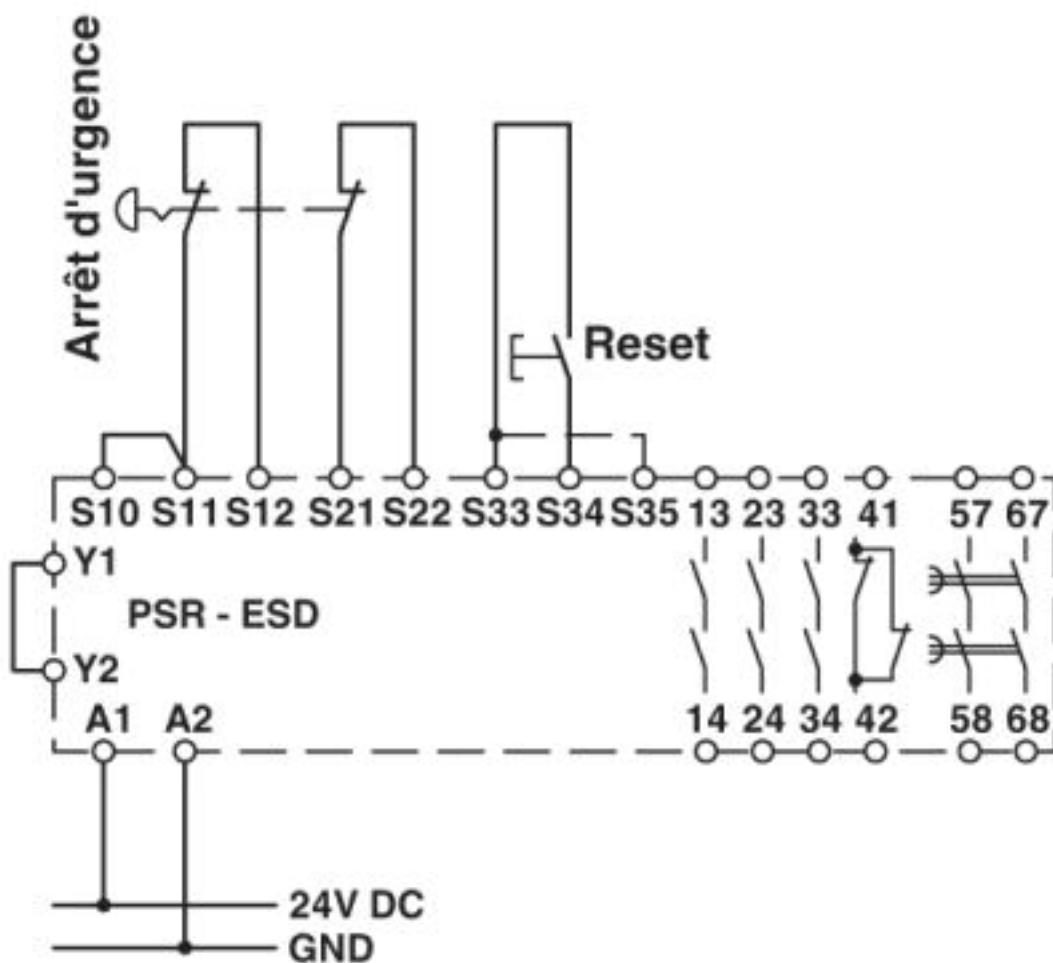 Arrêt d'urgence
Reset
S10 S11 S12 S21 S22 S33 S34 S35 13 23 33 41 57 67
Y1
PSR - ESD
Y2
A1 A2 14 24 34 42 58 68
24V DC
GND